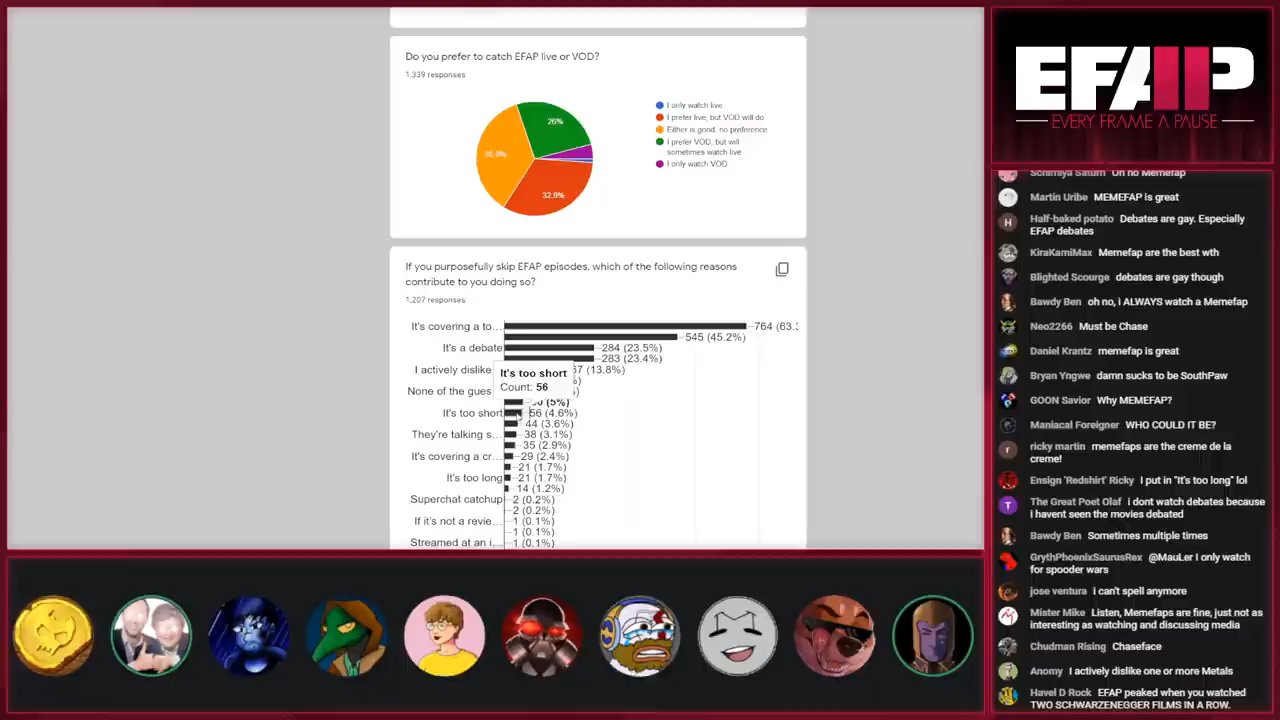 Do you prefer to catch EFAP live or VOD?
1,339 responses
26%
35.8%
32.9%
I only watch live
I prefer live, but VOD will do
Either is good, no preference
I prefer VOD, but will
sometimes watch live
I only watch VOD
If you purposefully skip EFAP episodes, which of the following reasons
contribute to you doing so?
1,207 responses
It's covering a to…
764 (63.3
545 (45.2%)
It's a debate
284 (23.5%)
283 (23.4%)
I actively dislike
67 (13.8%)
It's too short
Count: 56
None of the gues
(5%)
It's too short
56 (4.6%)
44 (3.6%)
They're talking s…
38 (3.1%)
35 (2.9%)
It's covering a cr…
29 (2.4%)
21 (1.7%)
It's too long
21 (1.7%)
14 (1.2%)
Superchat catchup
2 (0.2%)
2 (0.2%)
If it's not a revie…
1 (0.1%)
1 (0.1%)
Streamed at an i…
1 (0.1%)
EFAP
EVERY FRAME A PAUSE
Schimiya Satum Oh no Memefap
Martin Uribe MEMEFAP is great
H
Half-baked potato Debates are gay. Especially
EFAP debates
KiraKamiMax Memefap are the best wth
Blighted Scourge debates are gay though
Bawdy Ben oh no, i ALWAYS watch a Memefap
Neo2266 Must be Chase
Daniel Krantz memefap is great
Bryan Yngwe damn sucks to be SouthPaw
GOON Savior Why MEMEFAP?
Maniacal Foreigner WHO COULD IT BE?
r
ricky martin memefaps are the creme de la
creme!
Ensign 'Redshirt' Ricky I put in "It's too long" lol
T
The Great Poet Olaf i dont watch debates because
i havent seen the movies debated
Bawdy Ben Sometimes multiple times
GrythPhoenixSaurusRex @MauLer I only watch
for spooder wars
jose ventura i can't spell anymore
Mister Mike Listen, Memefaps are fine, just not as
interesting as watching and discussing media
Chudman Rising Chaseface
Anomy I actively dislike one or more Metals
Havel D Rock EFAP peaked when you watched
TWO SCHWARZENEGGER FILMS IN A ROW.